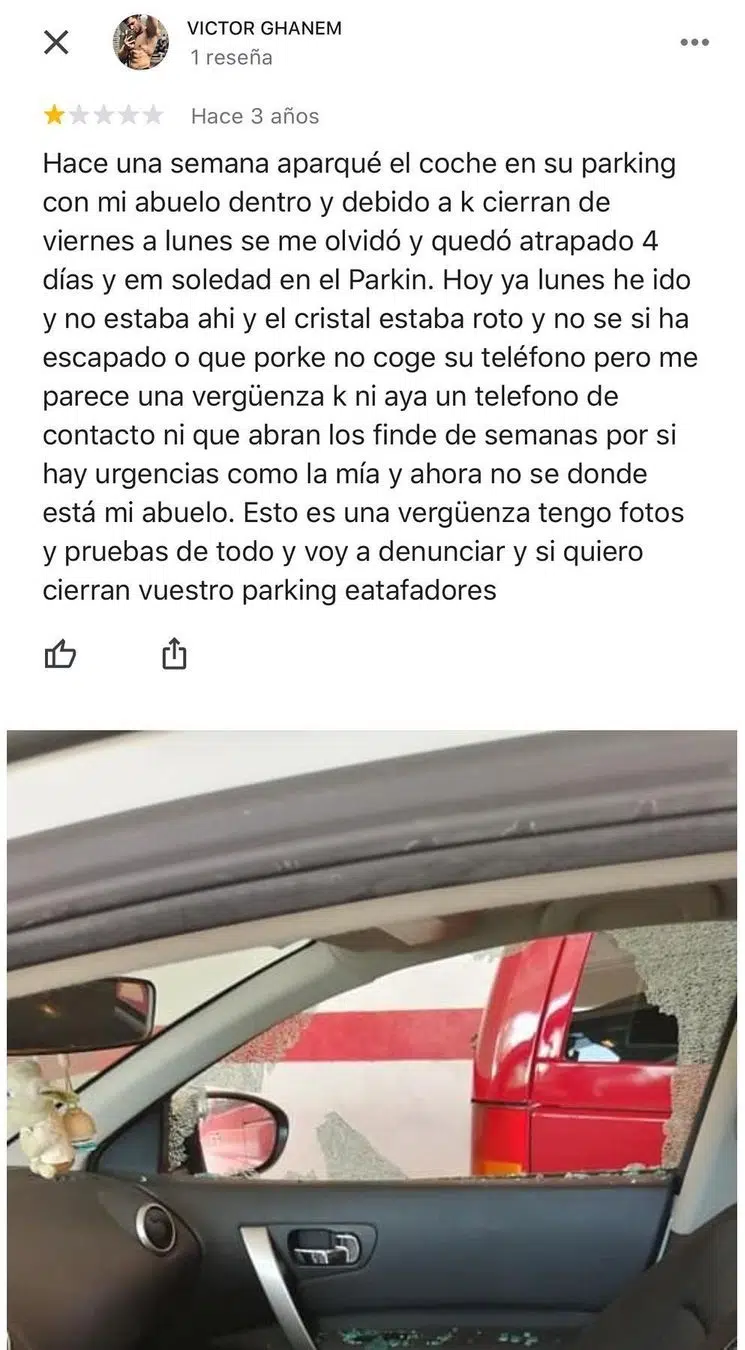 VICTOR GHANEM
1 reseña
Hace 3 años
Hace una semana aparqué el coche en su parking
con mi abuelo dentro y debido a k cierran de
viernes a lunes se me olvidó y quedó atrapado 4
días y em soledad en el Parkin. Hoy ya lunes he ido
y no estaba ahi y el cristal estaba roto y no se si ha
escapado o que porke no coge su teléfono pero me
parece una vergüenza k ni aya un telefono de
contacto ni que abran los finde de semanas por si
hay urgencias como la mía y ahora no se donde
está mi abuelo. Esto es una vergüenza tengo fotos
y pruebas de todo y voy a denunciar y si quiero
cierran vuestro parking eatafadores